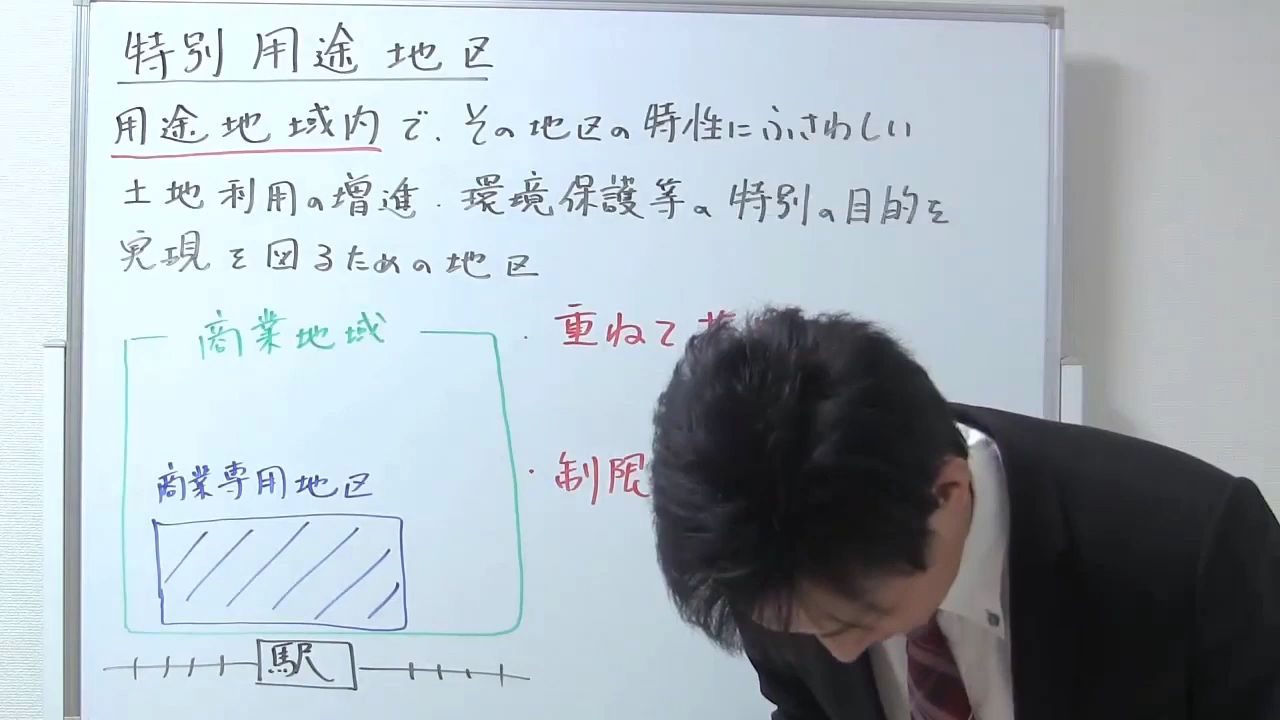 特別用途地区
用途地域内で、その地区の特性にふさわしい
土地利用の増進、環境保護等の特別の目的を
実現を図るための地区
商業地域
・重ねて
商業専用地区
・制限
駅